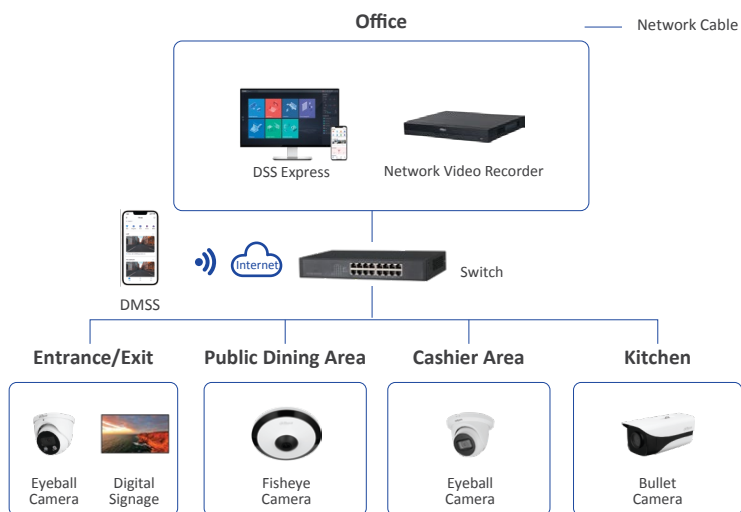 Office
Network Cable
DSS Express
Network Video Recorder
Internet
Switch
DMSS
Entrance/Exit
Public Dining Area
Cashier Area
Kitchen
Eyeball
Camera
Digital
Signage
Fisheye
Camera
Eyeball
Camera
Bullet
Camera